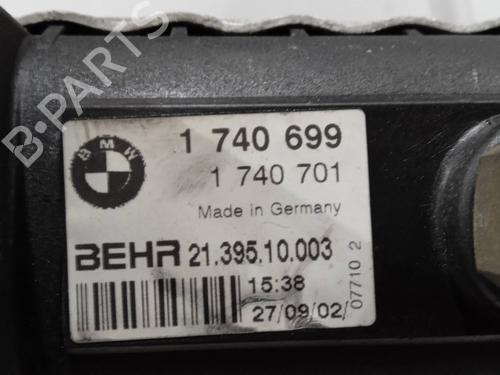 B-PARTS
BMW
1 740 699
1 740 701
Made in Germany
BEHR 21.395.10.003
15:38
27/09/02/
07710 2